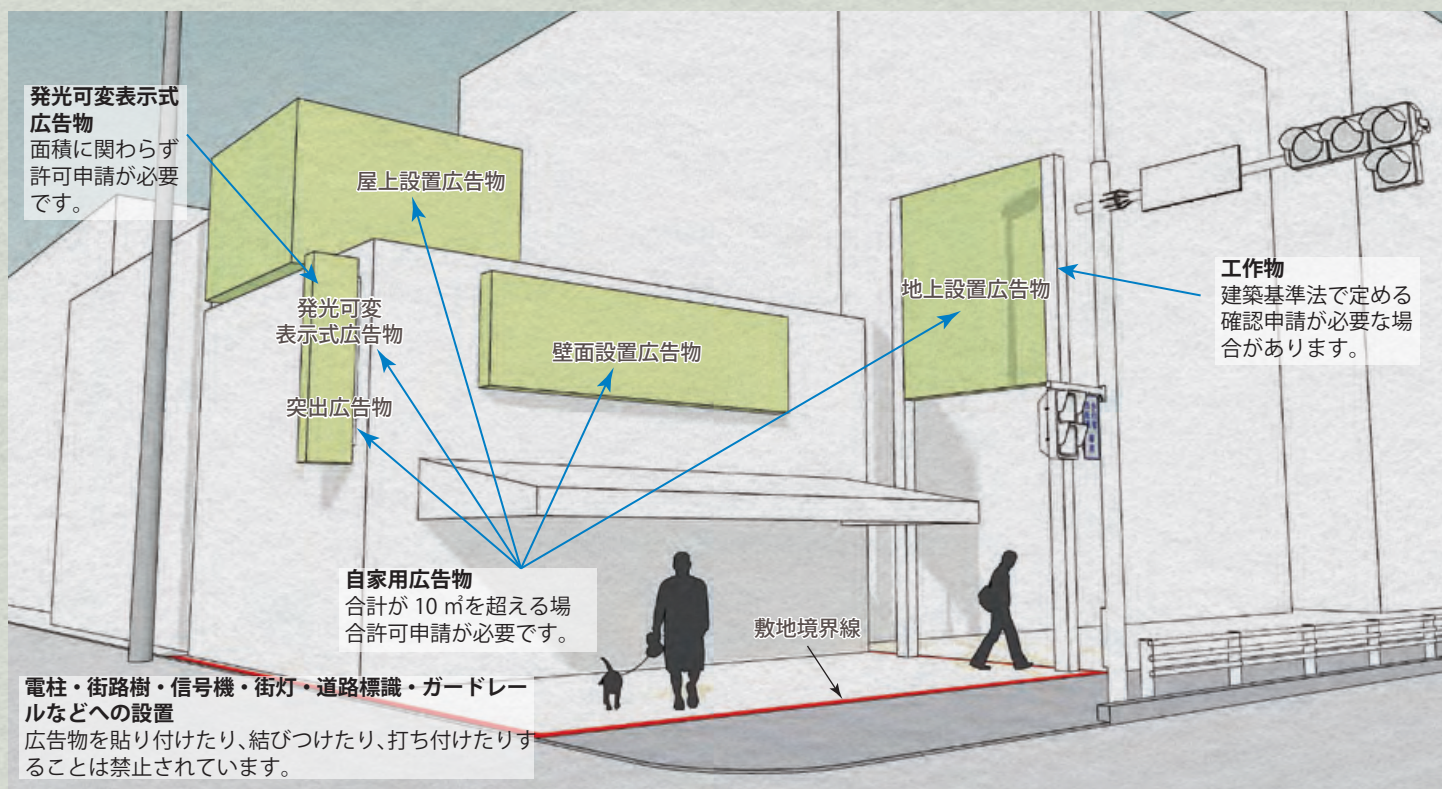 発光可変表示式
広告物
面積に関わらず
許可申請が必要
です。
屋上設置広告物
発光可変
表示式広告物
突出広告物
壁面設置広告物
地上設置広告物
工作物
建築基準法で定める
確認申請が必要な場
合があります。
自家用広告物
合計が 10 ㎡を超える場
合許可申請が必要です。
敷地境界線
電柱・街路樹・信号機・街灯・道路標識・ガードレー
ルなどへの設置
広告物を貼り付けたり、結びつけたり、打ち付けたりす
ることは禁止されています。